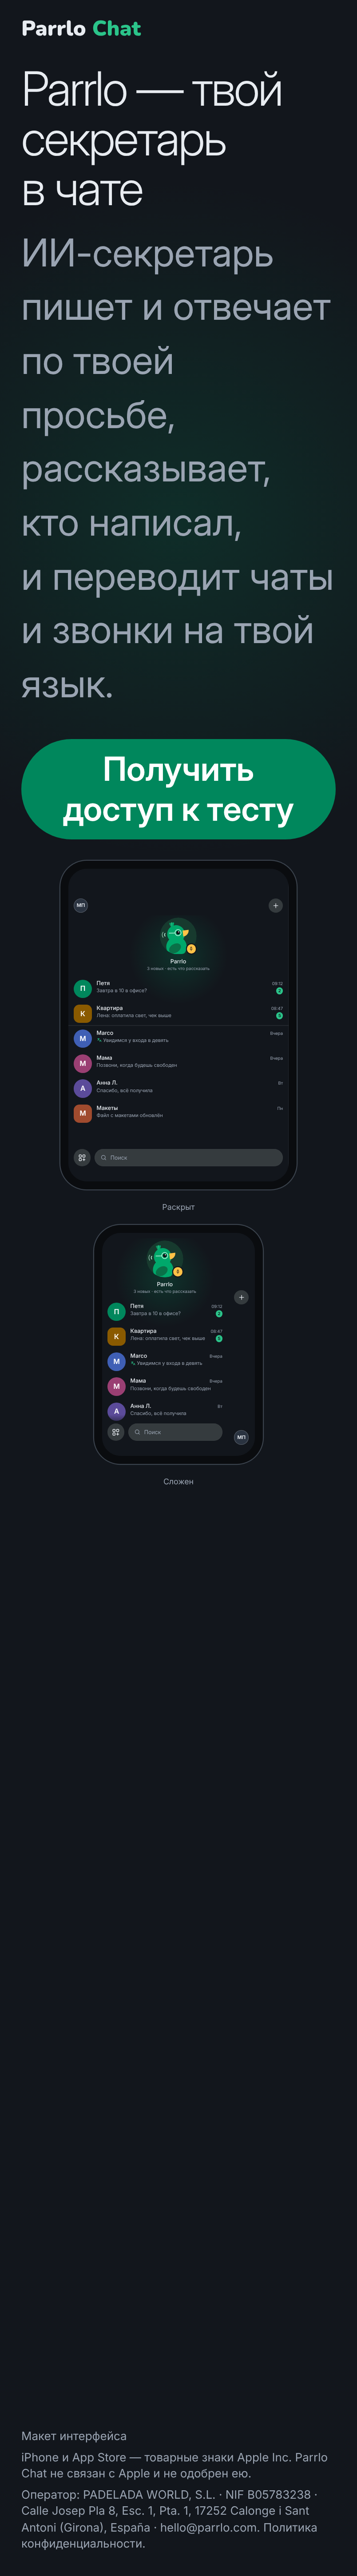 Parrlo Chat
Parrlo — твой
секретарь
в чате
ИИ-секретарь
пишет и отвечает
по твоей
просьбе,
рассказывает,
кто написал,
и переводит чаты
и звонки на твой
язык.
Получить
доступ к тесту
МП
Parrlo
3 новых · есть что рассказать
П
Петя
09:12
Завтра в 10 в офисе?
2
К
Квартира
08:47
Лена: оплатила свет, чек выше
M
Marco
Вчера
Увидимся у входа в девять
М
Мама
Вчера
Позвони, когда будешь свободен
А
Анна Л.
Вт
Спасибо, всё получила
М
Макеты
Пн
Файл с макетами обновлён
Поиск
Раскрыт
Parrlo
3 новых · есть что рассказать
П
Петя
09:12
Завтра в 10 в офисе?
2
К
Квартира
08:47
Лена: оплатила свет, чек выше
M
Marco
Вчера
Увидимся у входа в девять
М
Мама
Вчера
Позвони, когда будешь свободен
А
Анна Л.
Вт
Спасибо, всё получила
Поиск
МП
Сложен
Макет интерфейса
iPhone и App Store — товарные знаки Apple Inc. Parrlo
Chat не связан с Apple и не одобрен ею.
Оператор: PADELADA WORLD, S.L. · NIF B05783238 ·
Calle Josep Pla 8, Esc. 1, Pta. 1, 17252 Calonge i Sant
Antoni (Girona), España · hello@parrlo.com. Политика
конфиденциальности.